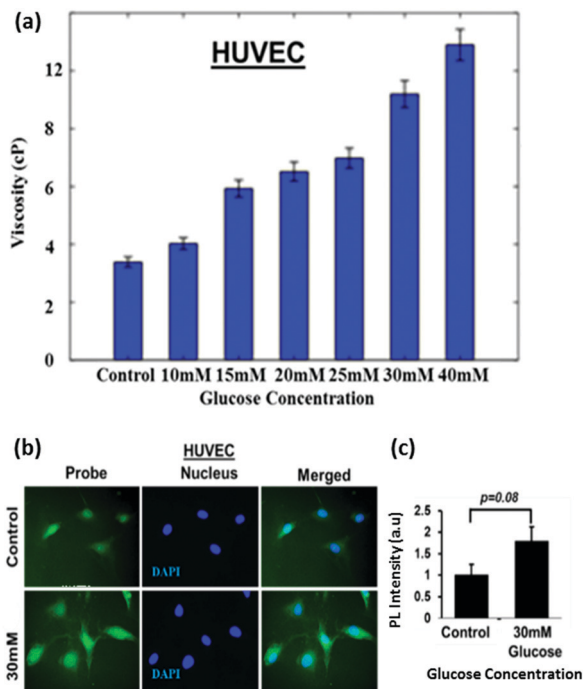 (a)
HUVEC
Viscosity (cP)
12
8
6
4
2
0
Control 10mM 15mM 20mM 25mM 30mM 40mM
Glucose Concentration
(b)
HUVEC
Probe Nucleus Merged
Control
DAPI
30mM
DAPI
(c)
p=0.08
PL Intensity (a.u)
2.5
2
1.5
1
0.5
0
Control 30mM
Glucose
Glucose Concentration